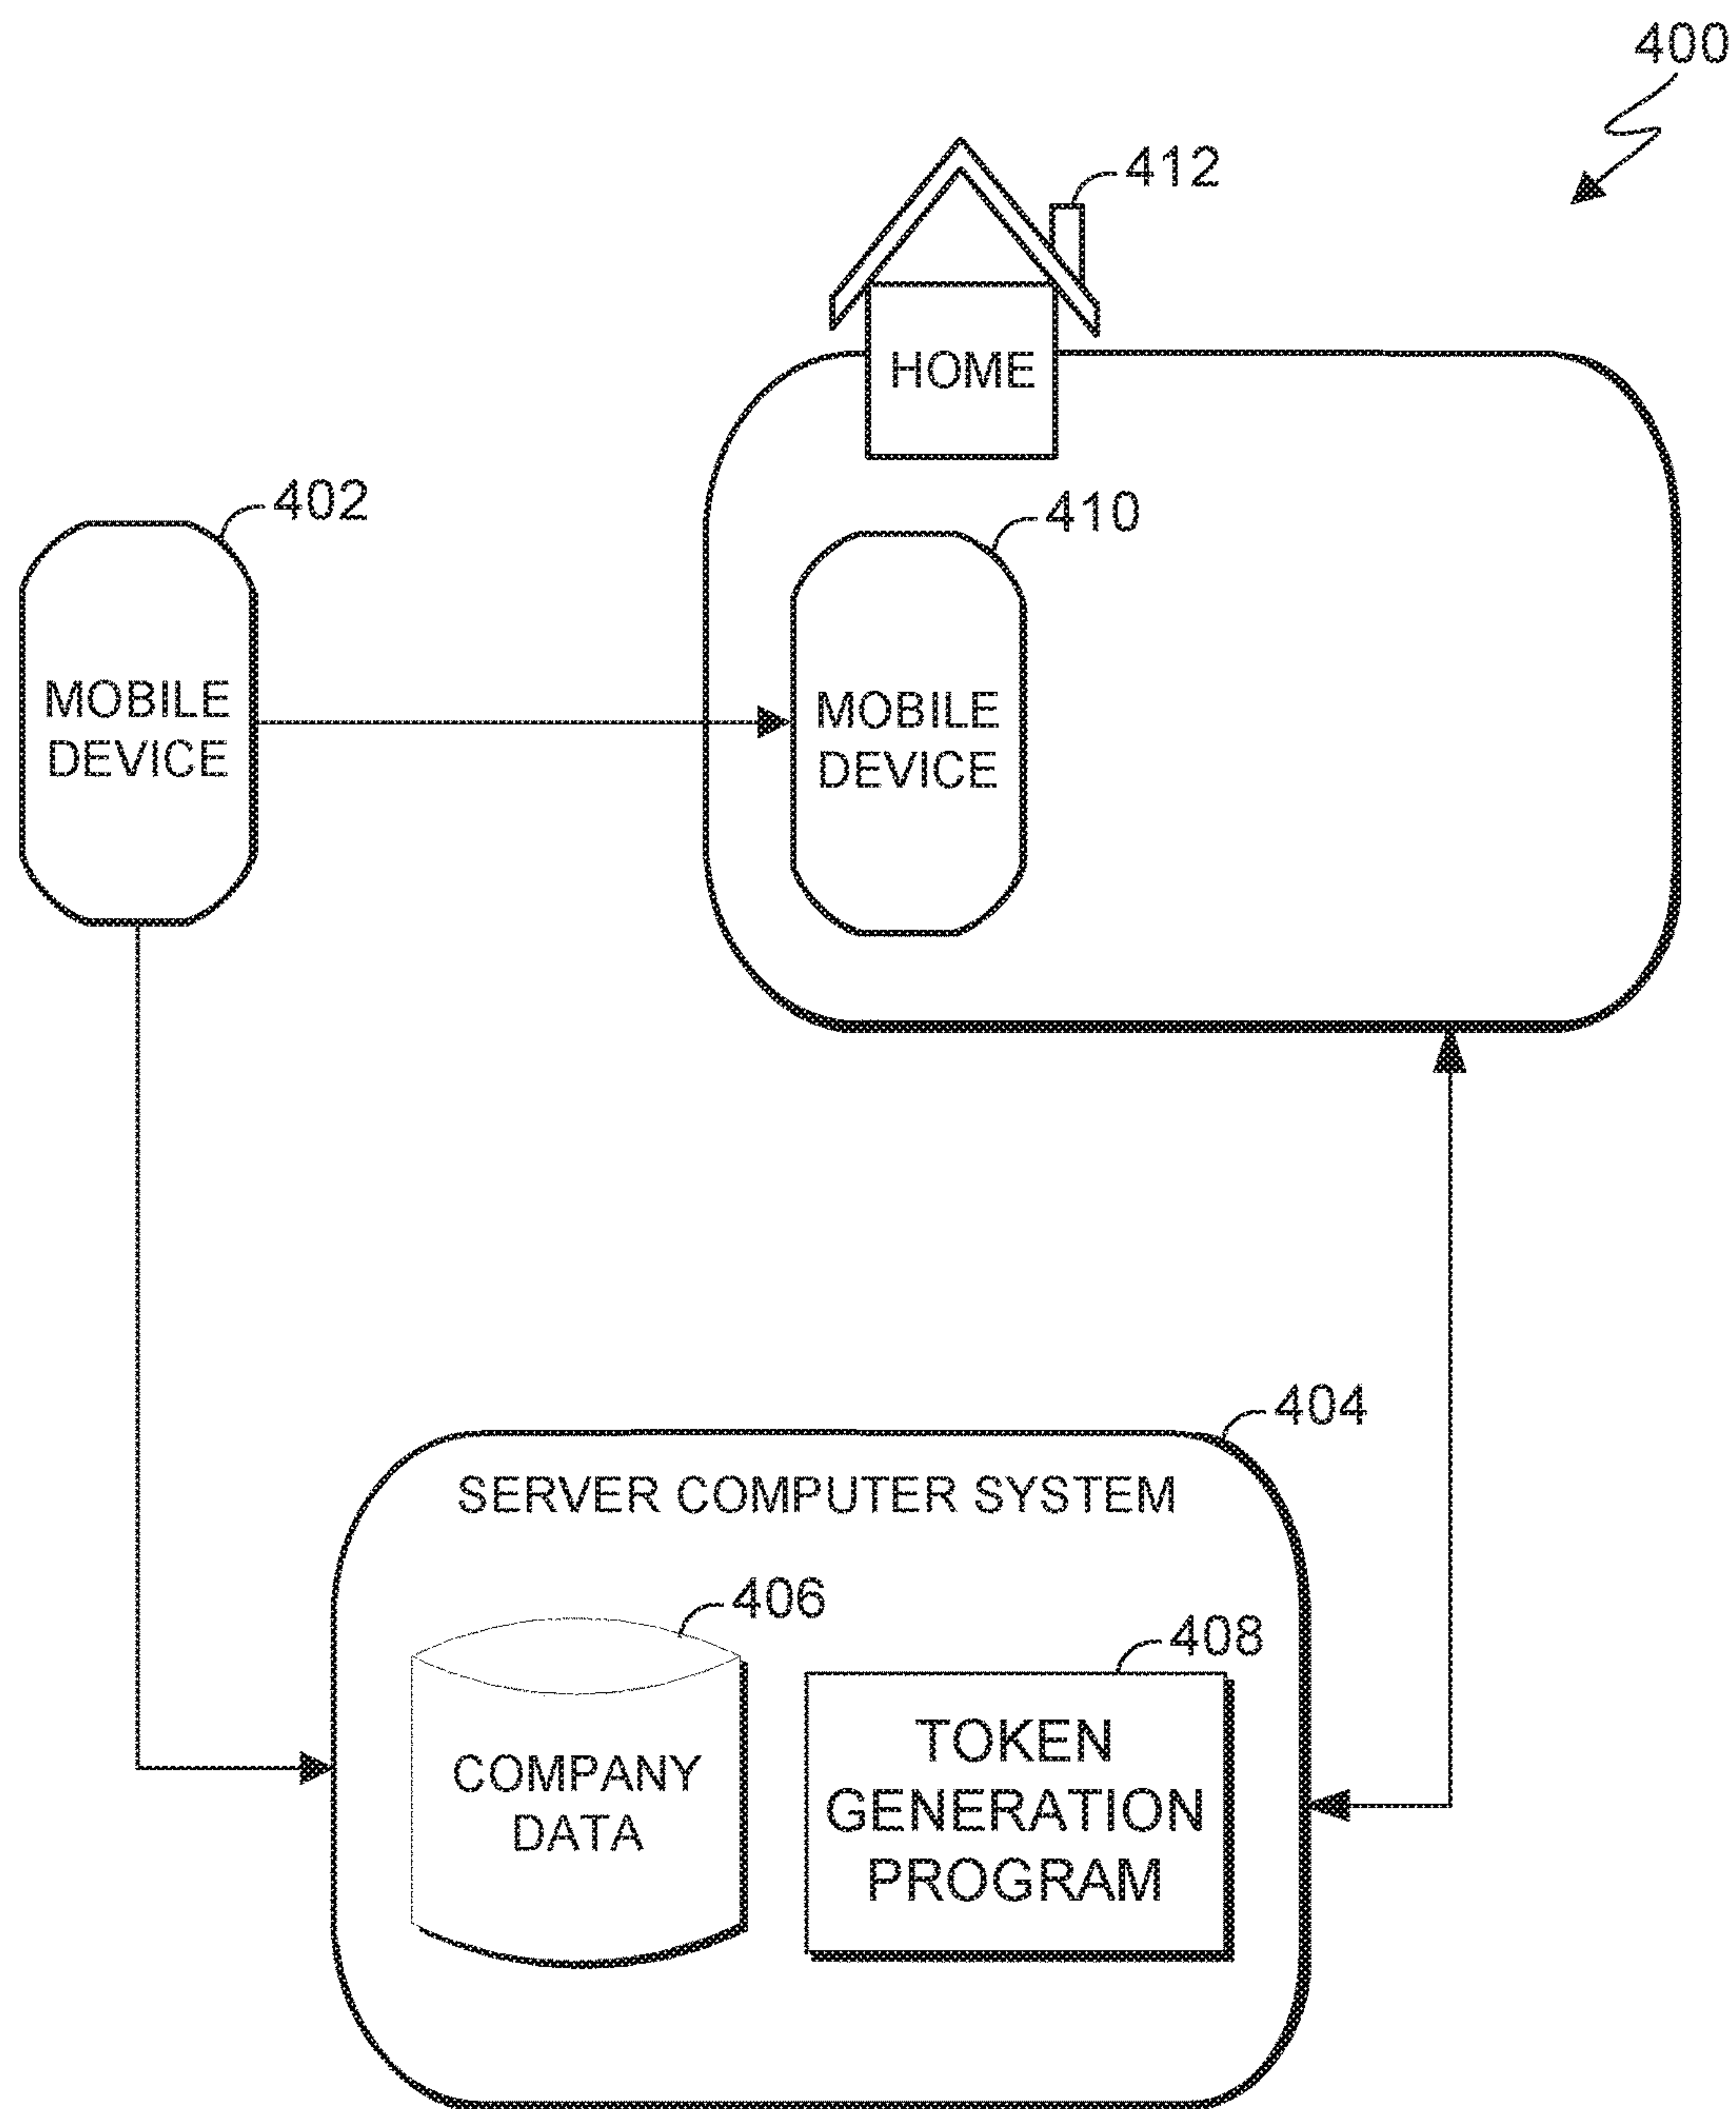 400
412
HOME
402
410
MOBILE
DEVICE
MOBILE
DEVICE
404
SERVER COMPUTER SYSTEM
406
408
COMPANY
DATA
TOKEN
GENERATION
PROGRAM